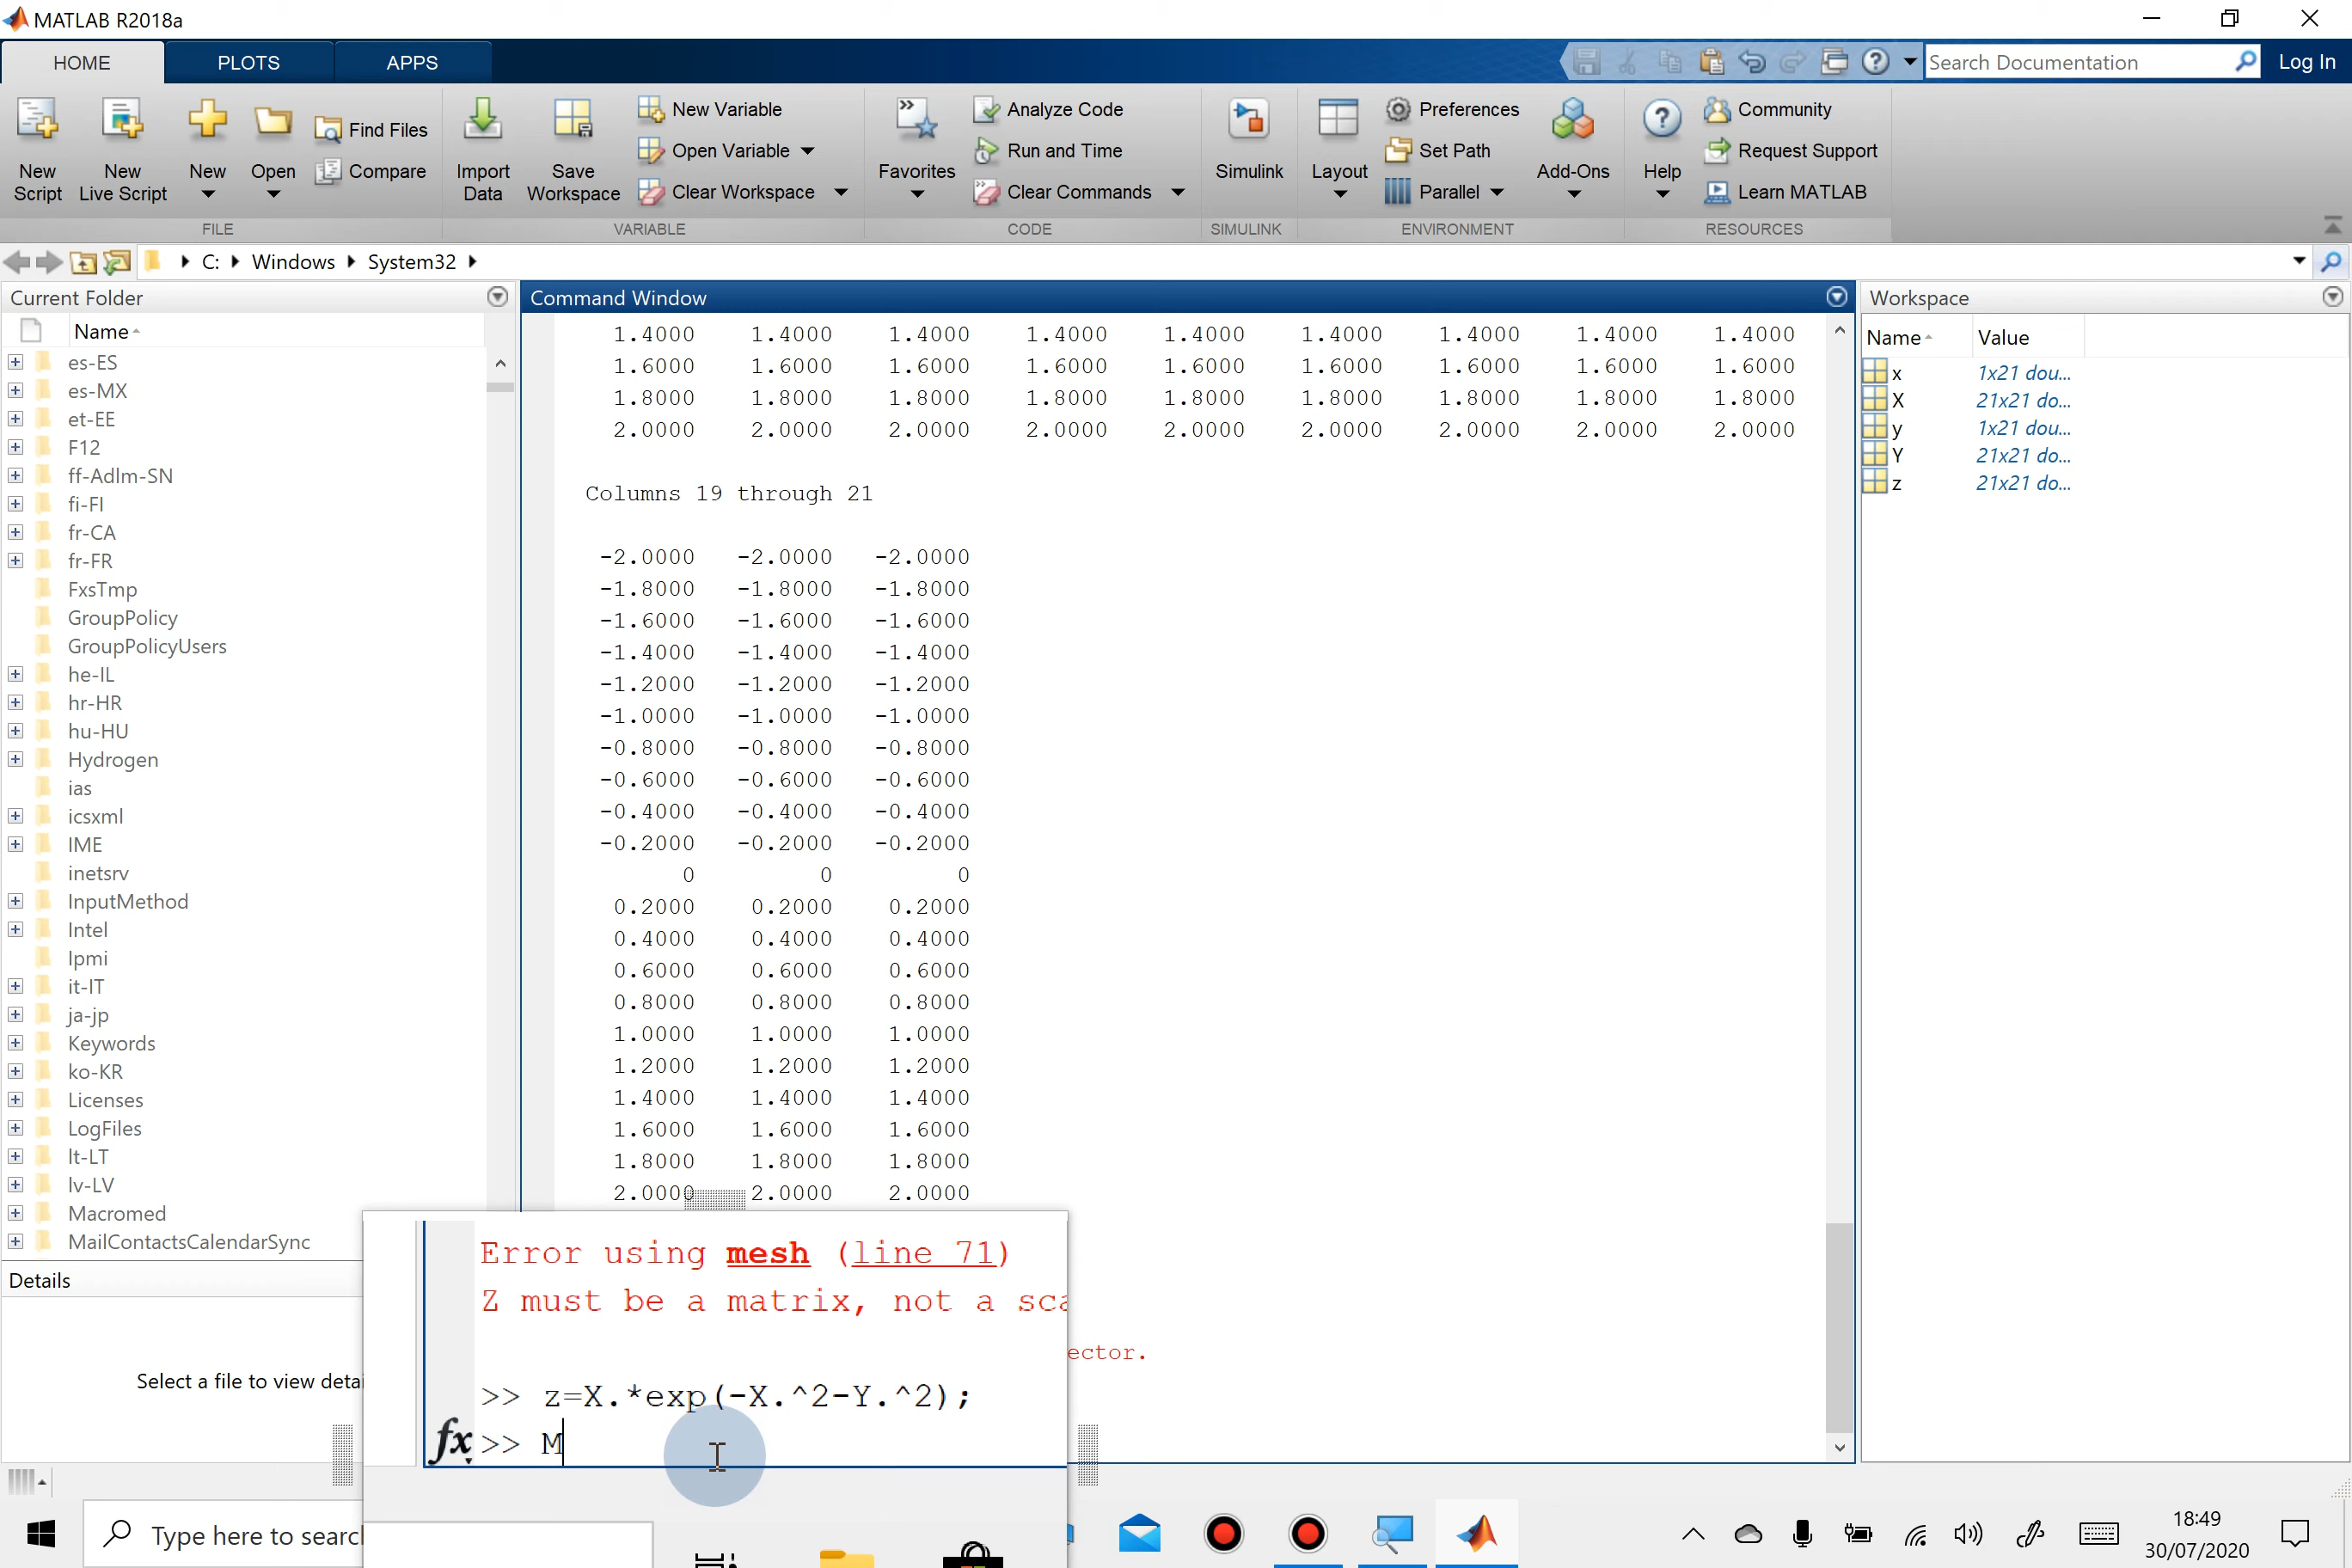 MATLAB R2018a
HOME PLOTS APPS
Search Documentation Log In
New Script
New Live Script
New
Open
Find Files
Compare
Import Data
Save Workspace
New Variable
Open Variable
Clear Workspace
Favorites
Analyze Code
Run and Time
Clear Commands
Simulink
Layout
Preferences
Set Path
Parallel
Add-Ons
Help
Community
Request Support
Learn MATLAB
FILE VARIABLE CODE SIMULINK ENVIRONMENT RESOURCES
C: Windows System32
Current Folder
Name
es-ES
es-MX
et-EE
F12
ff-Adlm-SN
fi-FI
fr-CA
fr-FR
FxsTmp
GroupPolicy
GroupPolicyUsers
he-IL
hr-HR
hu-HU
Hydrogen
ias
icsxml
IME
inetsrv
InputMethod
Intel
Ipmi
it-IT
ja-jp
Keywords
ko-KR
Licenses
LogFiles
lt-LT
lv-LV
Macromed
MailContactsCalendarSync
Details
Select a file to view detai
Command Window
1.4000 1.4000 1.4000 1.4000 1.4000 1.4000 1.4000 1.4000 1.4000
1.6000 1.6000 1.6000 1.6000 1.6000 1.6000 1.6000 1.6000 1.6000
1.8000 1.8000 1.8000 1.8000 1.8000 1.8000 1.8000 1.8000 1.8000
2.0000 2.0000 2.0000 2.0000 2.0000 2.0000 2.0000 2.0000 2.0000
Columns 19 through 21
-2.0000 -2.0000 -2.0000
-1.8000 -1.8000 -1.8000
-1.6000 -1.6000 -1.6000
-1.4000 -1.4000 -1.4000
-1.2000 -1.2000 -1.2000
-1.0000 -1.0000 -1.0000
-0.8000 -0.8000 -0.8000
-0.6000 -0.6000 -0.6000
-0.4000 -0.4000 -0.4000
-0.2000 -0.2000 -0.2000
0 0 0
0.2000 0.2000 0.2000
0.4000 0.4000 0.4000
0.6000 0.6000 0.6000
0.8000 0.8000 0.8000
1.0000 1.0000 1.0000
1.2000 1.2000 1.2000
1.4000 1.4000 1.4000
1.6000 1.6000 1.6000
1.8000 1.8000 1.8000
2.0000 2.0000 2.0000
Error using mesh (line 71)
Z must be a matrix, not a sca
ector.
>> z=X.*exp(-X.^2-Y.^2);
fx >> M
Workspace
Name Value
x 1x21 dou...
X 21x21 do...
y 1x21 dou...
Y 21x21 do...
z 21x21 do...
Type here to search
18:49
30/07/2020